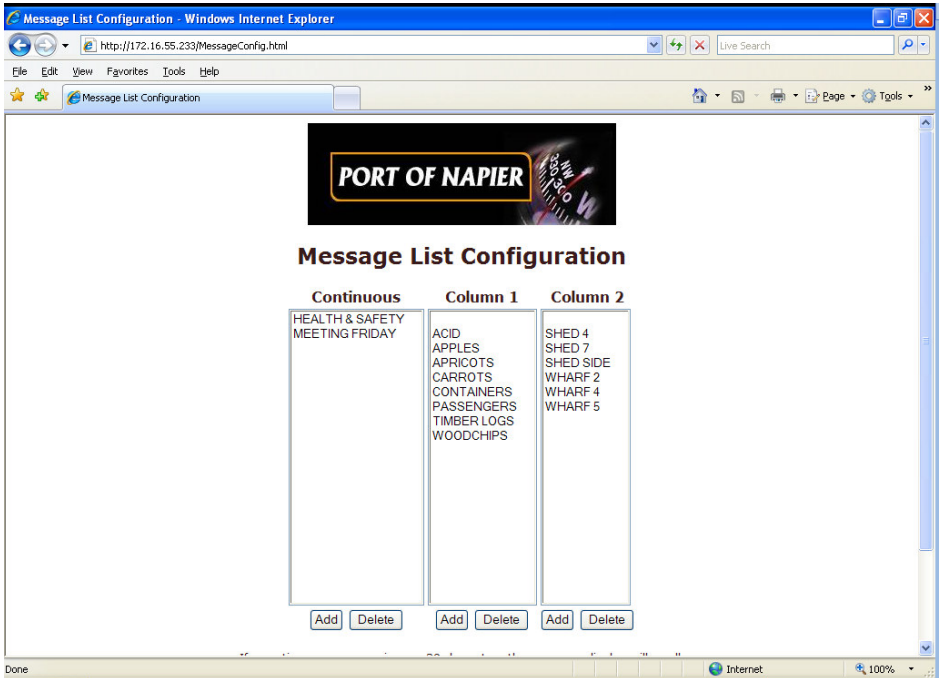 Message List Configuration - Windows Internet Explorer
http://172.16.55.233/MessageConfig.html
Live Search
File Edit View Favorites Tools Help
Message List Configuration
Page Tools
PORT OF NAPIER
330 NW
300 W
Message List Configuration
Continuous
HEALTH & SAFETY
MEETING FRIDAY
Add Delete
Column 1
ACID
APPLES
APRICOTS
CARROTS
CONTAINERS
PASSENGERS
TIMBER LOGS
WOODCHIPS
Add Delete
Column 2
SHED 4
SHED 7
SHED SIDE
WHARF 2
WHARF 4
WHARF 5
Add Delete
Done
Internet
100%